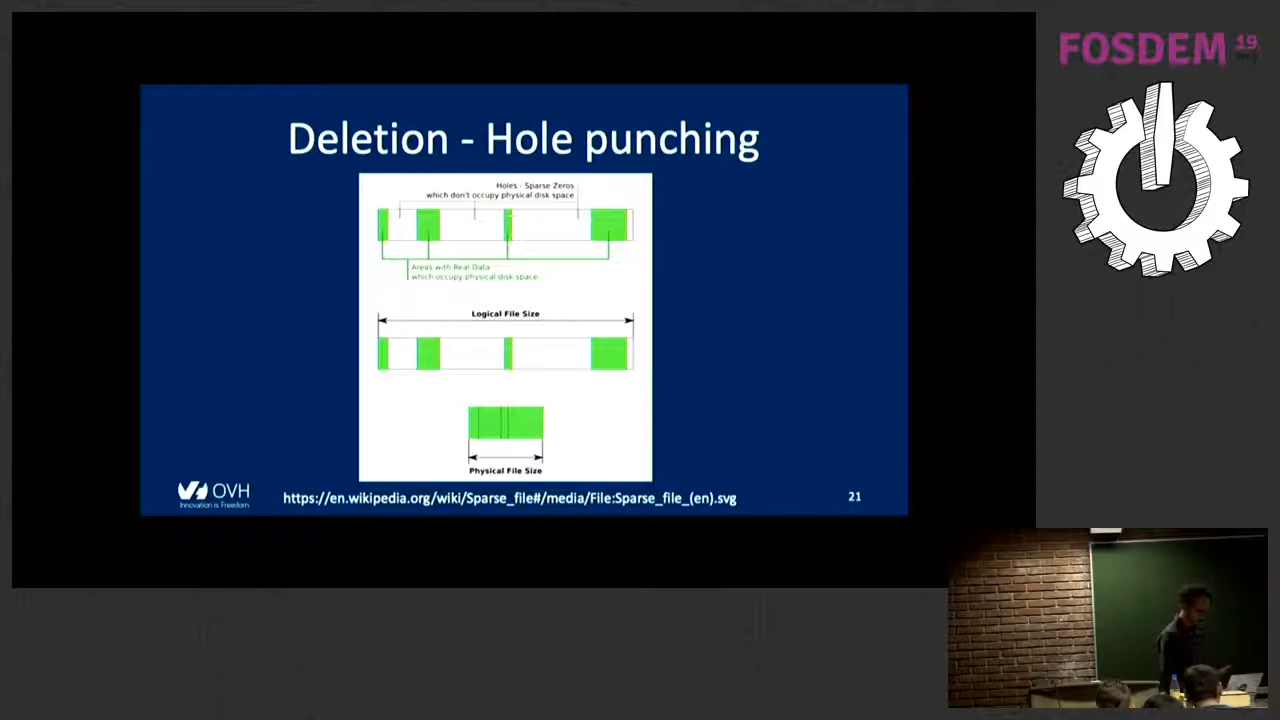 FOSDEM 19
Deletion - Hole punching
Holes - Sparse Zeros
which don't occupy physical disk space
Areas with Real Data
which occupy physical disk space
Logical File Size
Physical File Size
OVH
Innovation is Freedom
https://en.wikipedia.org/wiki/Sparse_file#/media/File:Sparse_file_(en).svg
21